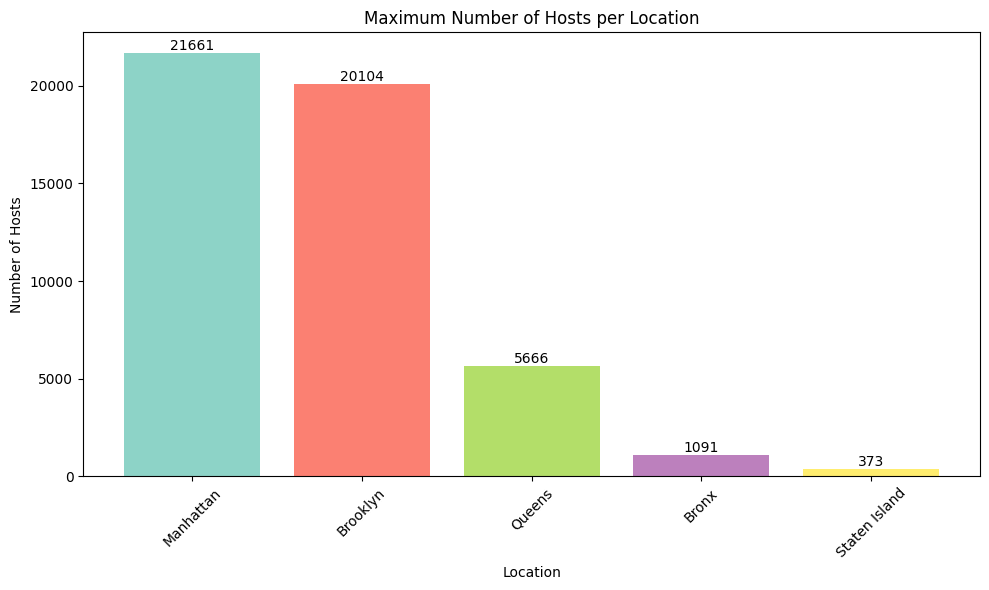 Maximum Number of Hosts per Location
Number of Hosts
20000
15000
10000
5000
0
21661
20104
5666
1091
373
Manhattan
Brooklyn
Queens
Bronx
Staten Island
Location